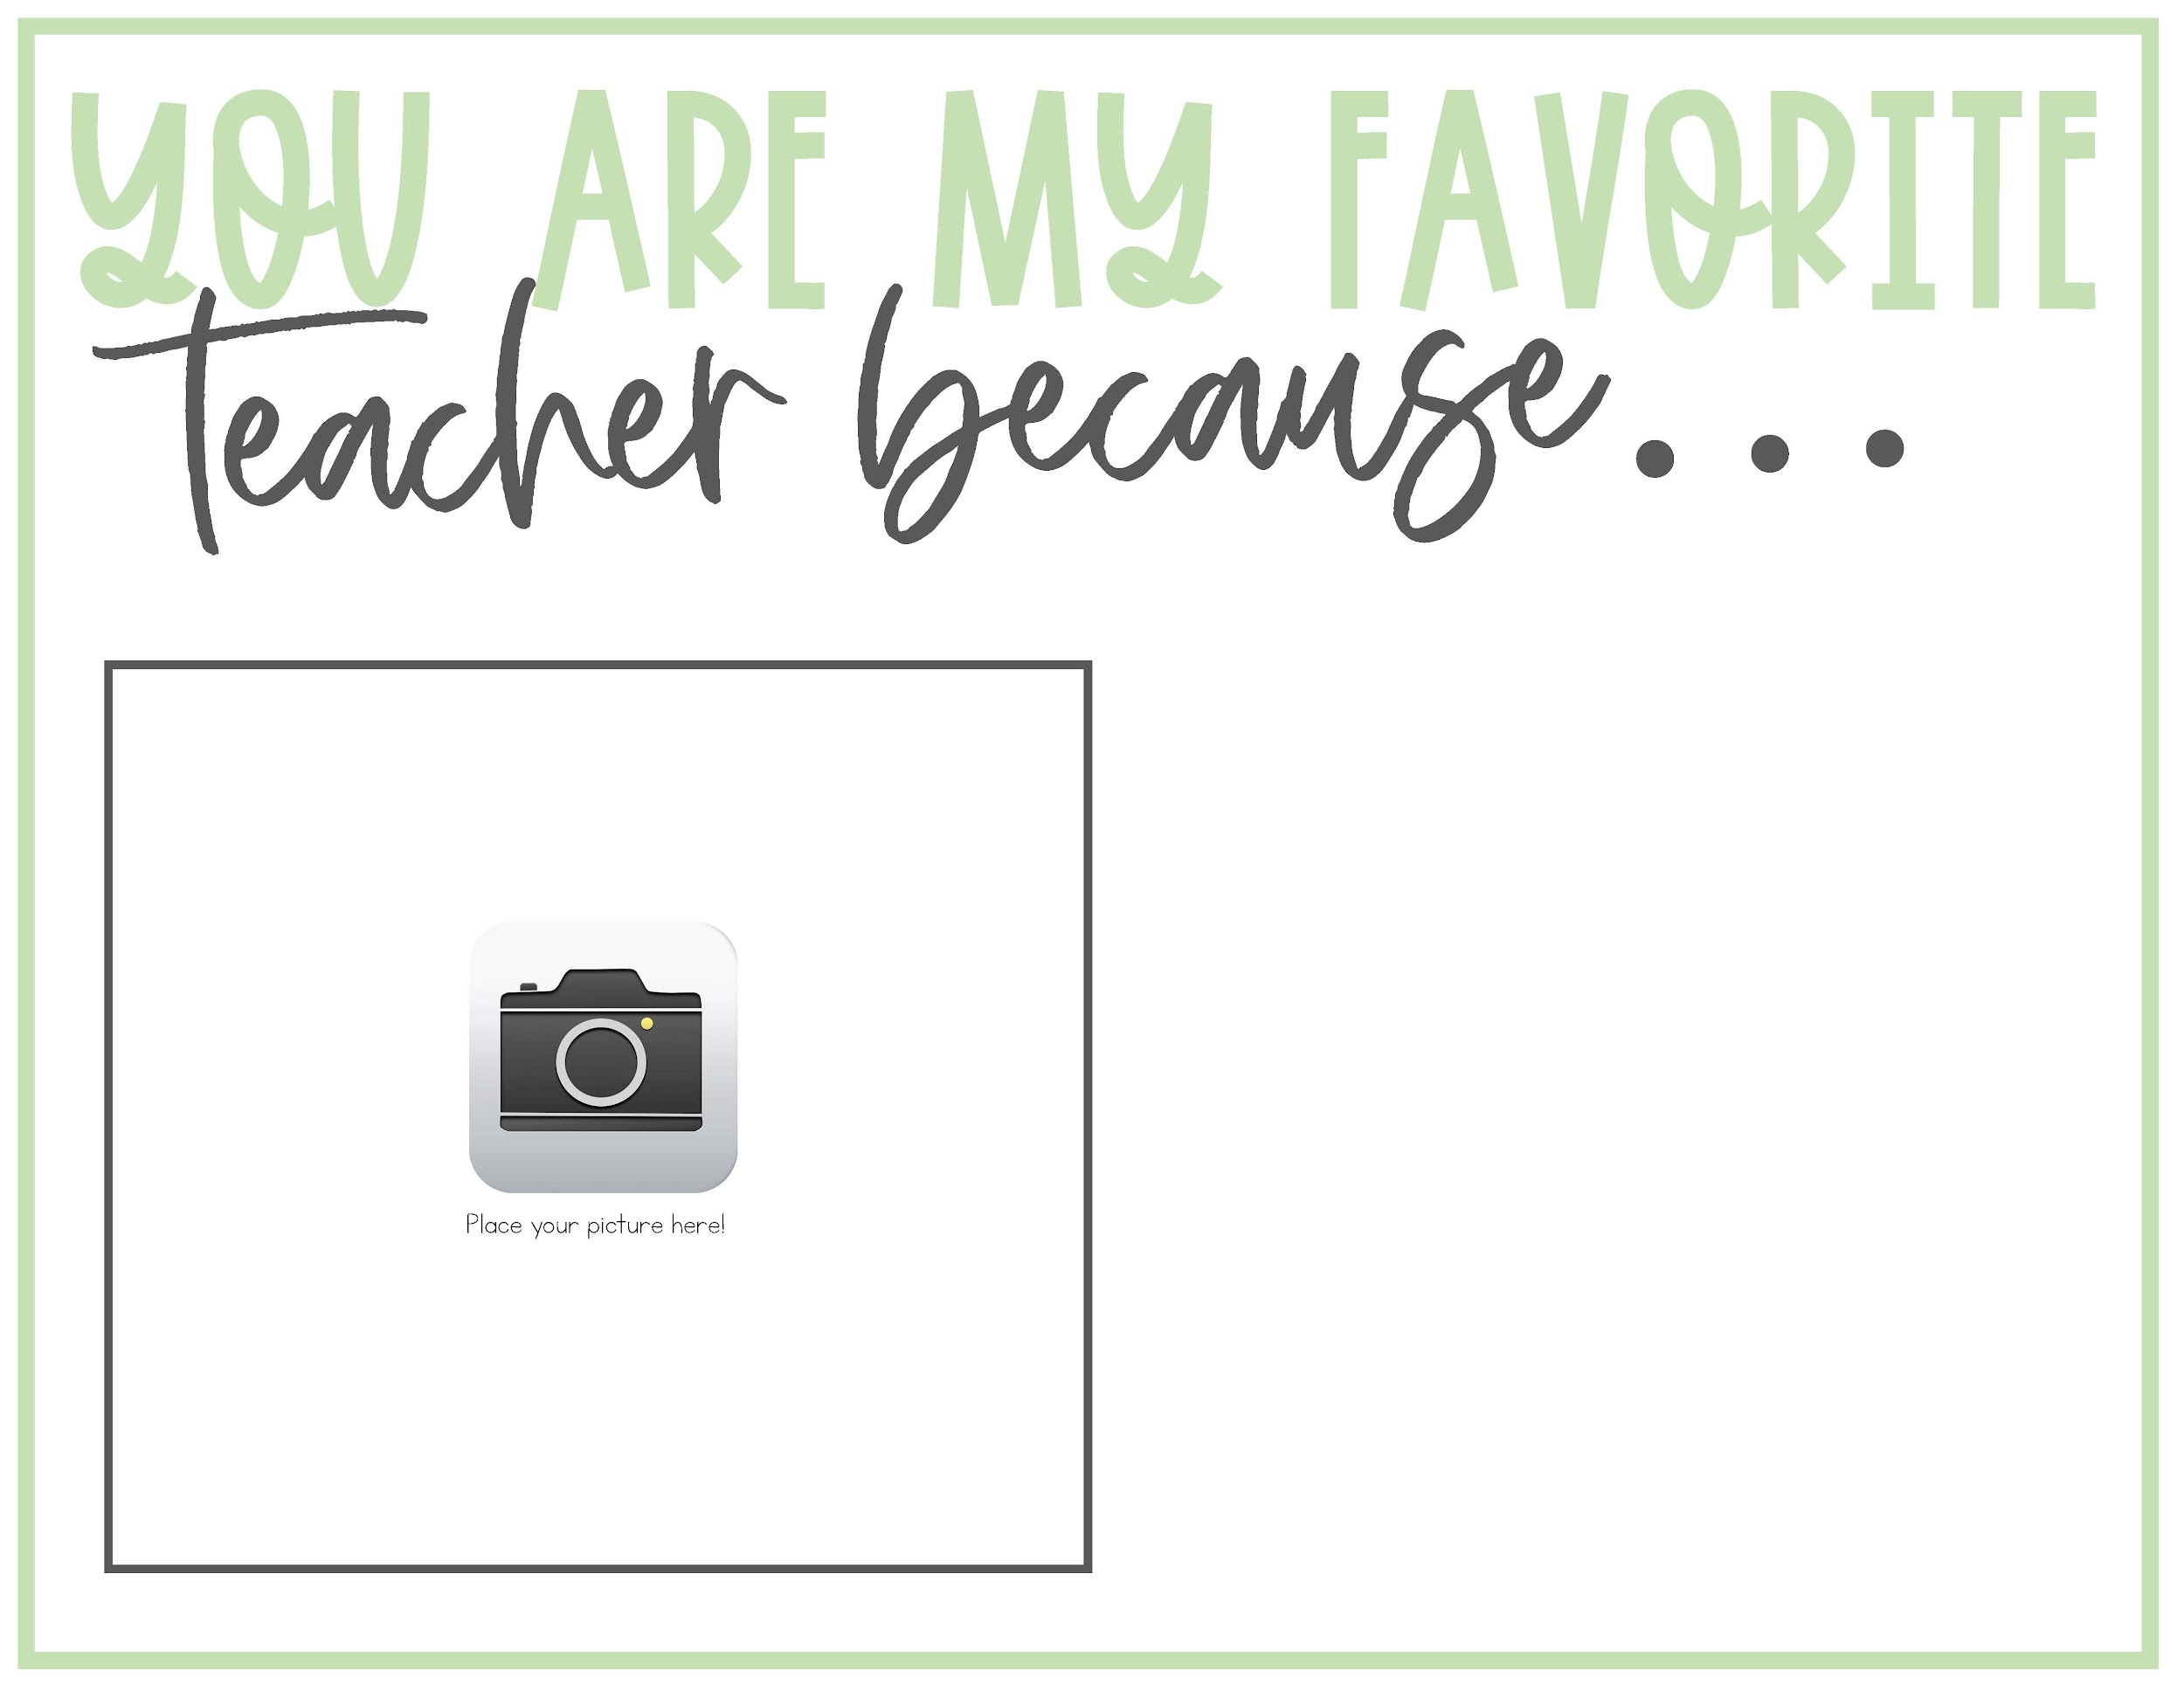 YOU ARE MY FAVORITE
Teacher because . . .
Place your picture here!